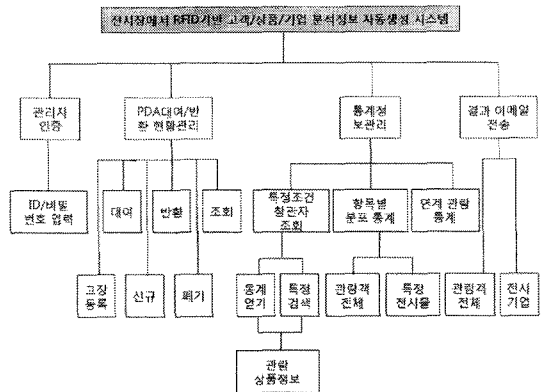 전시장에서 RFID기반 고객/상품/기업 분석정보 자동생성 시스템
관리자
인증
PDA대여/반
환 현황관리
통계정
보관리
결과 이메일
전송
ID/비밀
번호 입력
대여
반환
조회
특정조건
참관자
조회
항목별
분포 통계
연계 관람
통계
고장
등록
신규
폐기
통계
얻기
특정
검색
관람객
전체
특정
전시물
관람객
전체
전시
기업
관람
상품정보